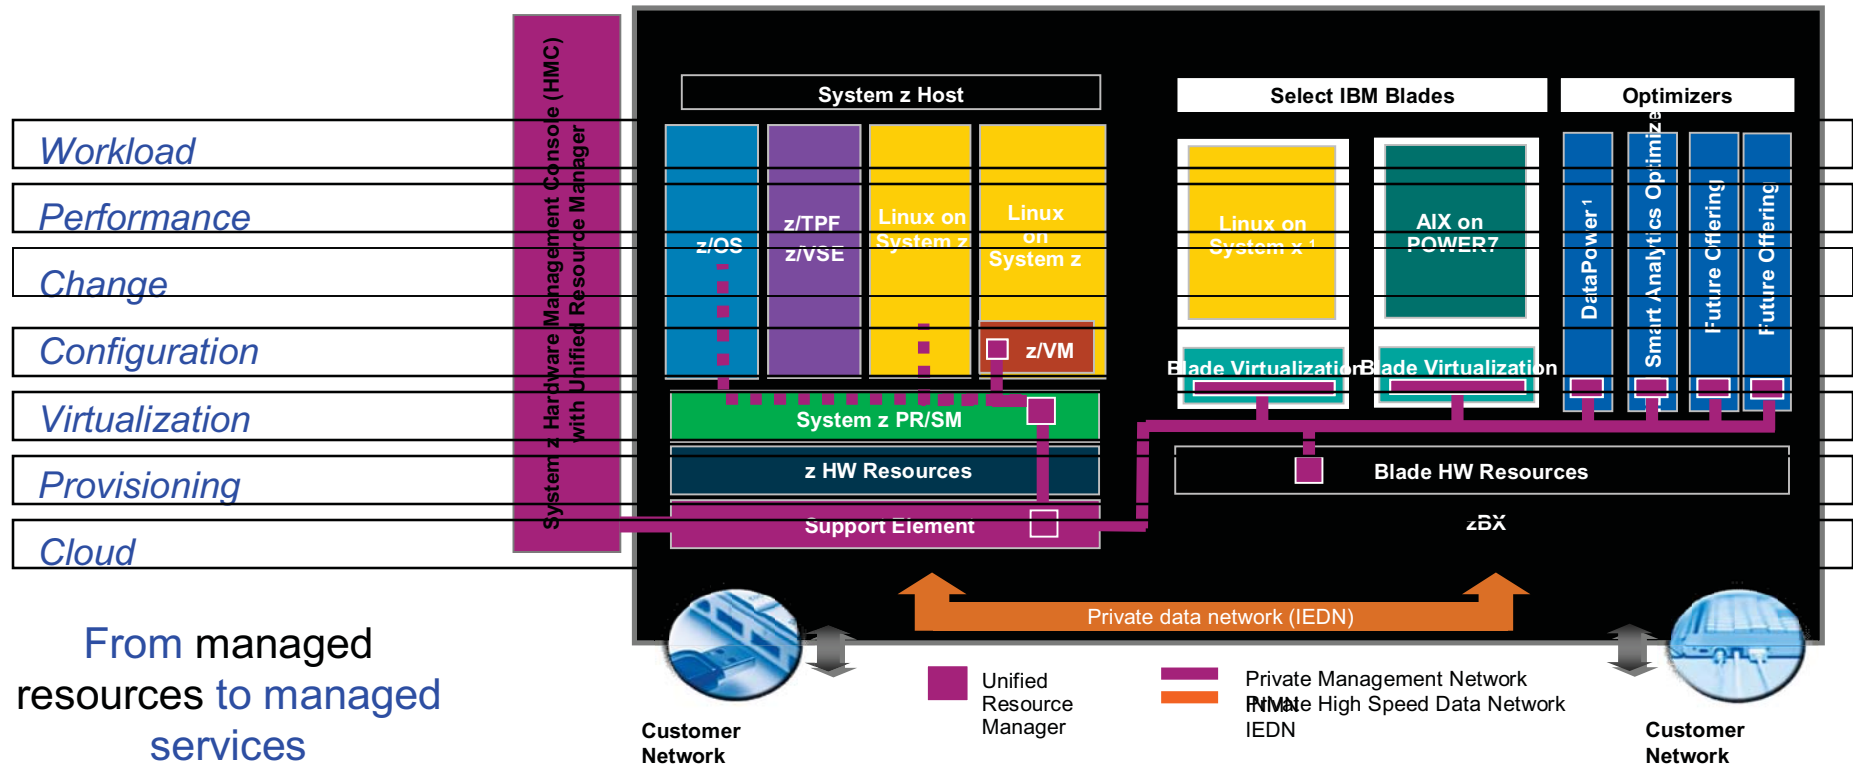 System z Hardware Management Console (HMC)
with Unified Resource Manager
Workload
Performance
Change
Configuration
Virtualization
Provisioning
Cloud
From managed
resources to managed
services
System z Host
z/OS
z/TPF
z/VSE
Linux on
System z
Linux
on
System z
z/VM
System z PR/SM
z HW Resources
Support Element
Select IBM Blades
Linux on
System x ¹
AIX on
POWER7
Blade Virtualization
Blade Virtualization
Optimizers
DataPower ¹
Smart Analytics Optimizer
Future Offering
Future Offering
Blade HW Resources
zBX
Private data network (IEDN)
Customer
Network
Unified
Resource
Manager
Private Management Network
INMN
Private High Speed Data Network
IEDN
Customer
Network